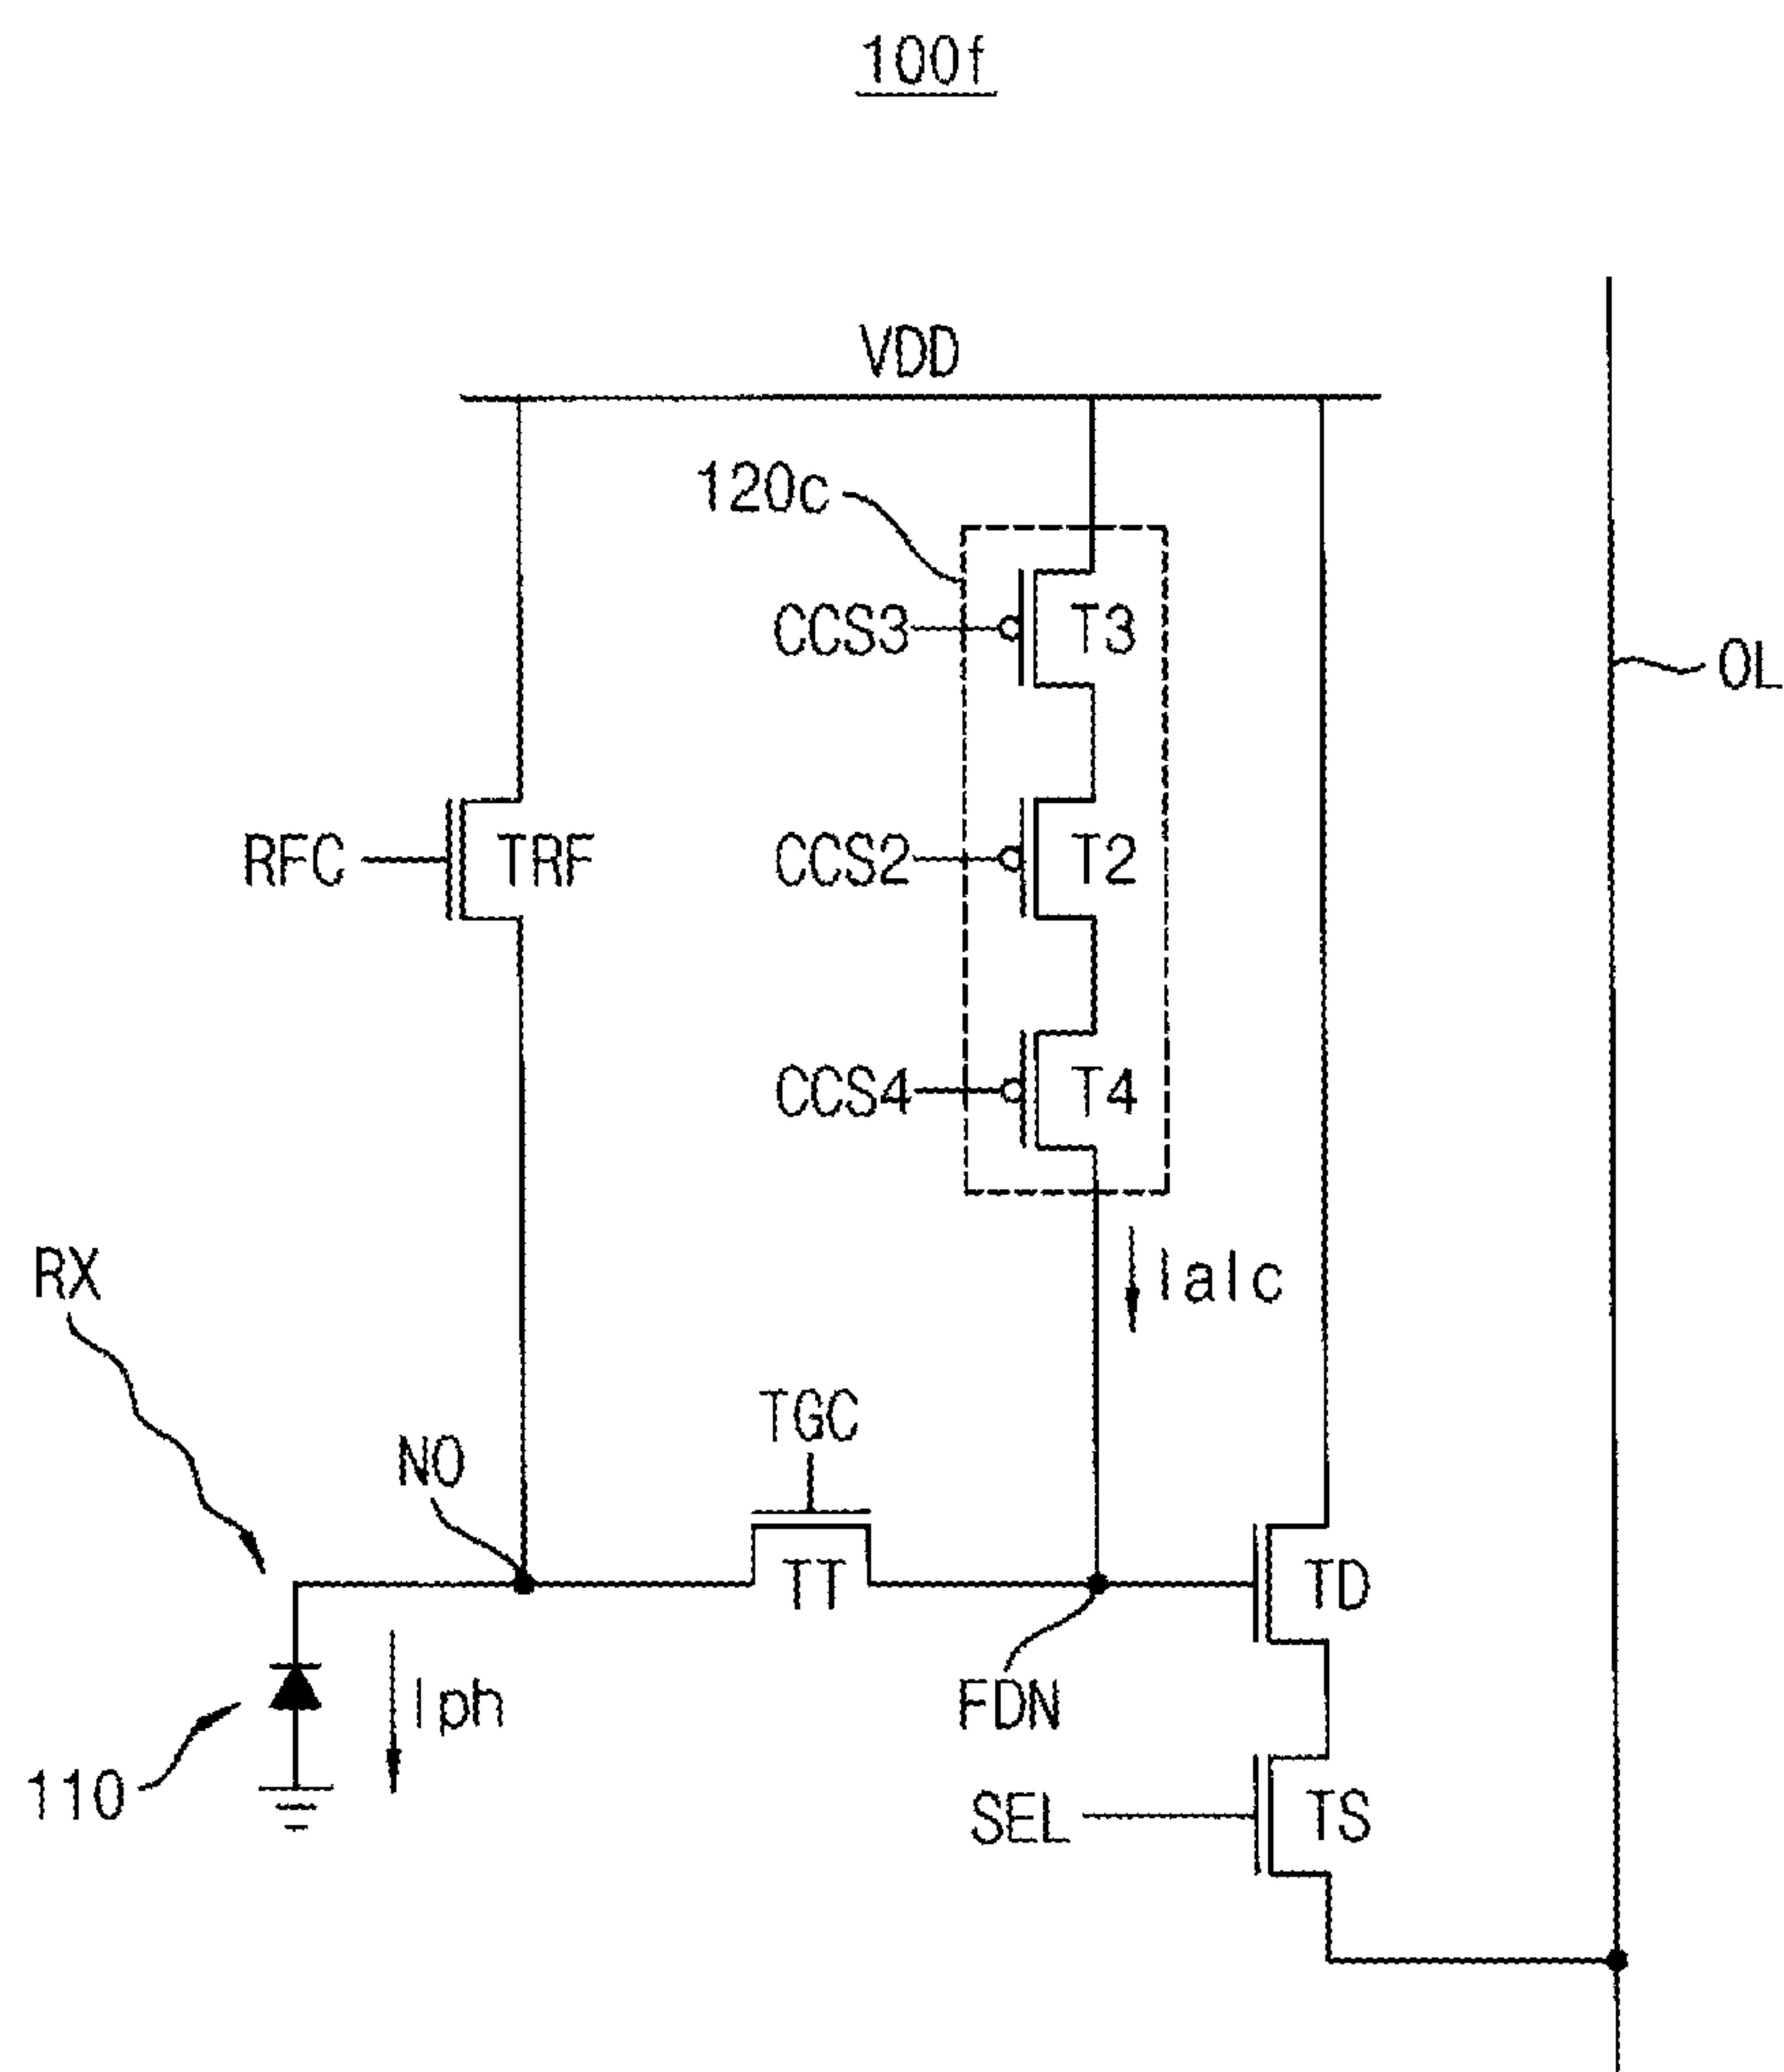 100f
VDD
120c
CCS3
T3
OL
RFC
TRF
CCS2
T2
CCS4
T4
RX
Ialc
TGC
NO
TT
TD
Iph
FDN
110
SEL
TS